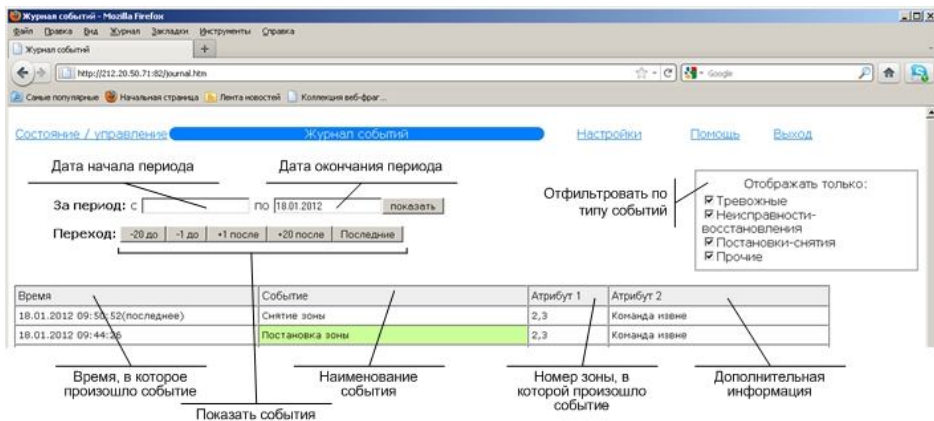 Журнал событий - Mozilla Firefox
Файл Правка Вид Журнал Закладки Инструменты Справка
Журнал событий +
http://212.20.50.71:82/journal.htm Google
Самые популярные Начальная страница Лента новостей Коллекция веб-фраг...
Состояние / управление Журнал событий Настройки Помощь Выход
Дата начала периода Дата окончания периода
Отображать только:
Отфильтровать по
типу событий
Тревожные
Неисправности-
восстановления
Постановки-снятия
Прочие
За период: с по 18.01.2012 показать
Переход: -20 до -1 до +1 после +20 после Последние
Время Событие Атрибут 1 Атрибут 2
18.01.2012 09:50:52(последнее) Снятие зоны 2,3 Команда извне
18.01.2012 09:44:26 Постановка зоны 2,3 Команда извне
Время, в которое
произошло событие
Наименование
события
Номер зоны, в
которой произошло
событие
Дополнительная
информация
Показать события